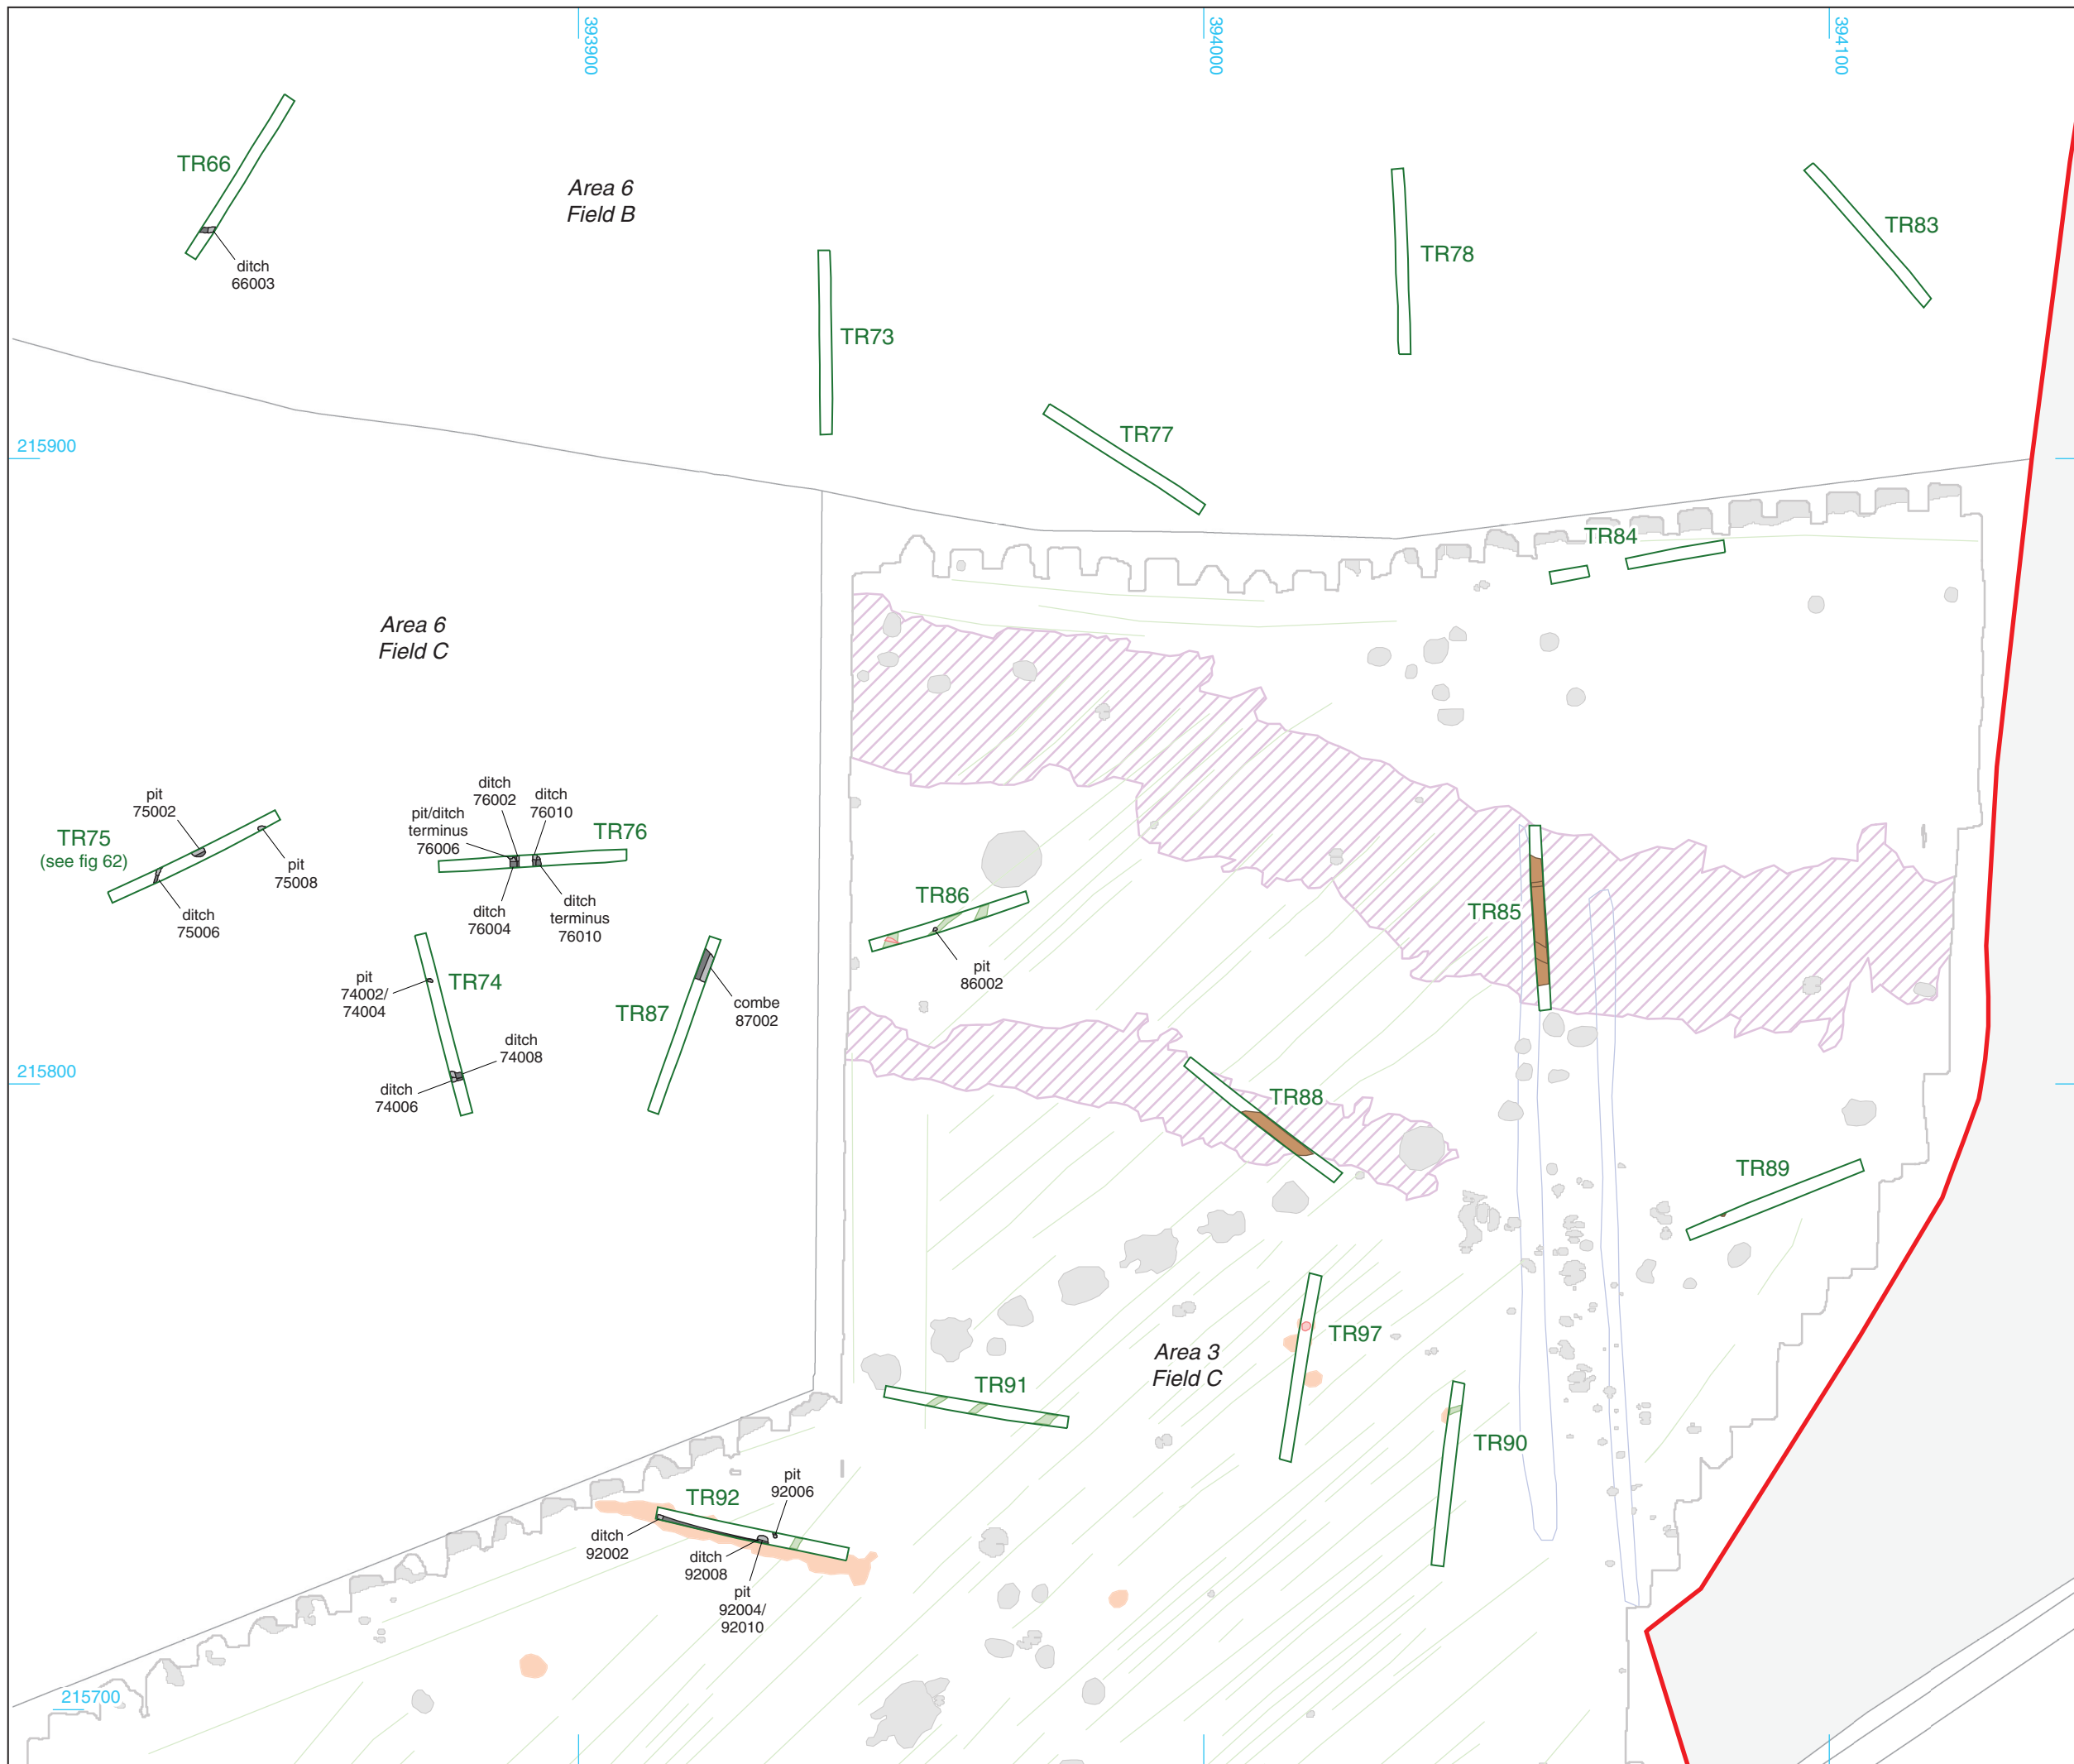 393900
394000
394100
TR66
Area 6
Field B
TR78
TR83
ditch
66003
TR73
TR77
215900
TR84
Area 6
Field C
pit
75002
ditch
76002
ditch
76010
pit/ditch
terminus
76006
TR76
TR75
(see fig 62)
pit
75008
TR86
TR85
ditch
75006
ditch
76004
ditch
terminus
76010
pit
86002
pit
74002/
74004
TR74
TR87
combe
87002
ditch
74008
215800
ditch
74006
TR88
TR89
TR97
Area 3
Field C
TR91
TR90
pit
92006
TR92
ditch
92002
ditch
92008
pit
92004/
92010
215700